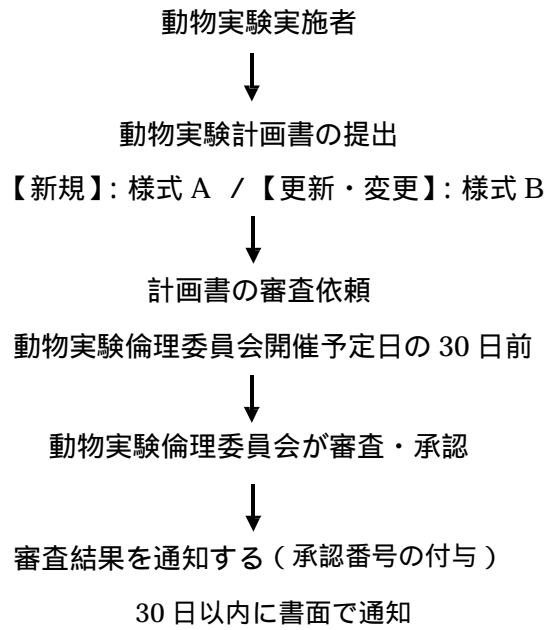 動物実験実施者
動物実験計画書の提出
【新規】：様式 A / 【更新・変更】：様式 B
計画書の審査依頼
動物実験倫理委員会開催予定日の 30 日前
動物実験倫理委員会が審査・承認
審査結果を通知する（承認番号の付与）
30 日以内に書面で通知